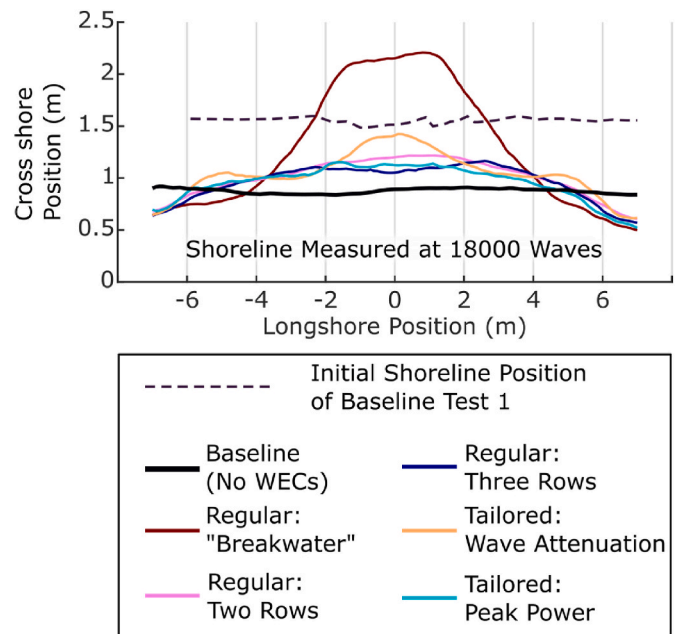 2.5
2
1.5
1
0.5
0
Cross shore
Position (m)
Shoreline Measured at 18000 Waves
-6 -4 -2 0 2 4 6
Longshore Position (m)
Initial Shoreline Position
of Baseline Test 1
Baseline
(No WECs)
Regular:
"Breakwater"
Regular:
Two Rows
Regular:
Three Rows
Tailored:
Wave Attenuation
Tailored:
Peak Power